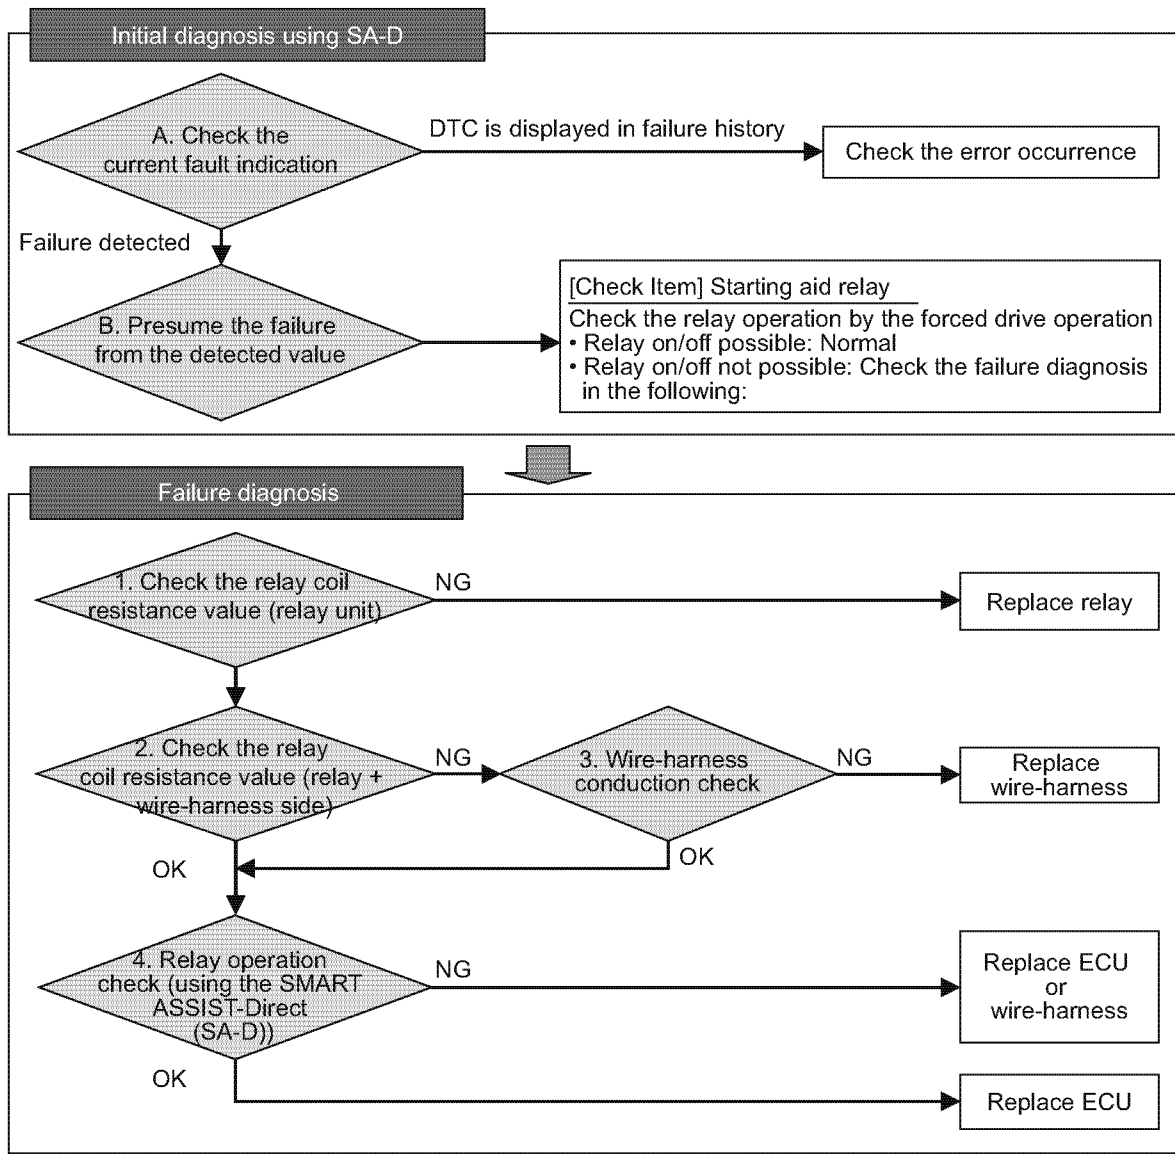 Initial diagnosis using SA-D
A. Check the
current fault indication
DTC is displayed in failure history
Check the error occurrence
Failure detected
B. Presume the failure
from the detected value
[Check Item] Starting aid relay
Check the relay operation by the forced drive operation
• Relay on/off possible: Normal
• Relay on/off not possible: Check the failure diagnosis
in the following:
Failure diagnosis
1. Check the relay coil
resistance value (relay unit)
NG
Replace relay
2. Check the relay
coil resistance value (relay +
wire-harness side)
NG
3. Wire-harness
conduction check
NG
Replace
wire-harness
OK
OK
4. Relay operation
check (using the SMART
ASSIST-Direct
(SA-D))
NG
Replace ECU
or
wire-harness
OK
Replace ECU